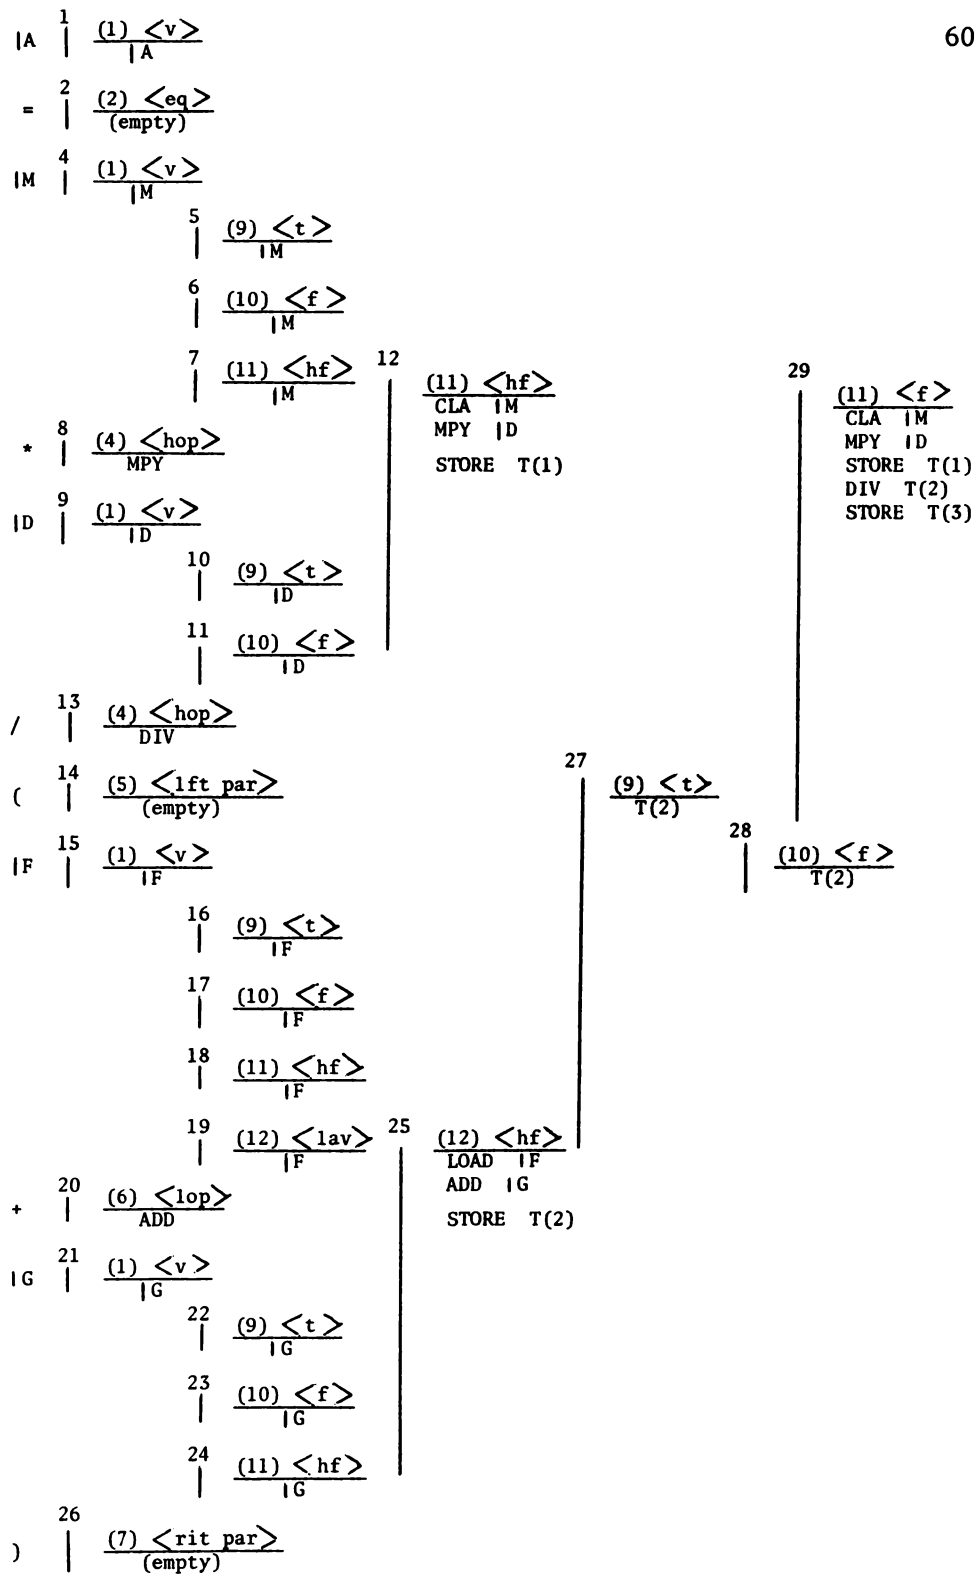 60
|A 1 (1) <v>
|A
= 2 (2) <eq>
(empty)
|M 4 (1) <v>
|M
5 (9) <t>
|M
6 (10) <f>
|M
7 (11) <hf>
|M
12 (11) <hf>
CLA |M
MPY |D
STORE T(1)
29 (11) <f>
CLA |M
MPY |D
STORE T(1)
DIV T(2)
STORE T(3)
* 8 (4) <hop>
MPY
|D 9 (1) <v>
|D
10 (9) <t>
|D
11 (10) <f>
|D
/ 13 (4) <hop>
DIV
( 14 (5) <lft par>
(empty)
27 (9) <t>
T(2)
28 (10) <f>
T(2)
|F 15 (1) <v>
|F
16 (9) <t>
|F
17 (10) <f>
|F
18 (11) <hf>
|F
19 (12) <lav>
|F
25 (12) <hf>
LOAD |F
ADD |G
STORE T(2)
+ 20 (6) <lop>
ADD
|G 21 (1) <v>
|G
22 (9) <t>
|G
23 (10) <f>
|G
24 (11) <hf>
|G
) 26 (7) <rit par>
(empty)